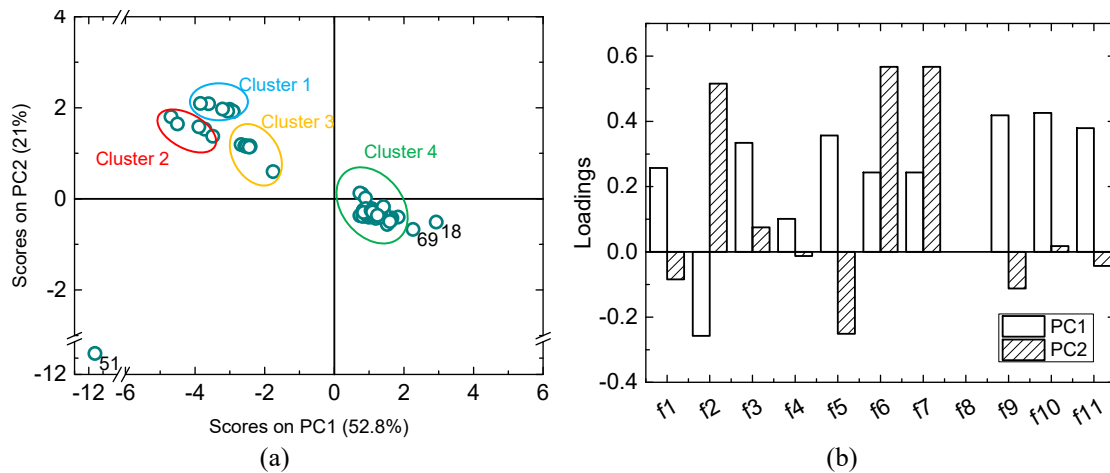 4
2
0
-2
-12
-12
-6
-4
-2
0
2
4
6
Scores on PC2 (21%)
Scores on PC1 (52.8%)
Cluster 1
Cluster 2
Cluster 3
Cluster 4
18
69
51
(a)
0.6
0.4
0.2
0.0
-0.2
-0.4
Loadings
PC1
PC2
f1
f2
f3
f4
f5
f6
f7
f8
f9
f10
f11
(b)